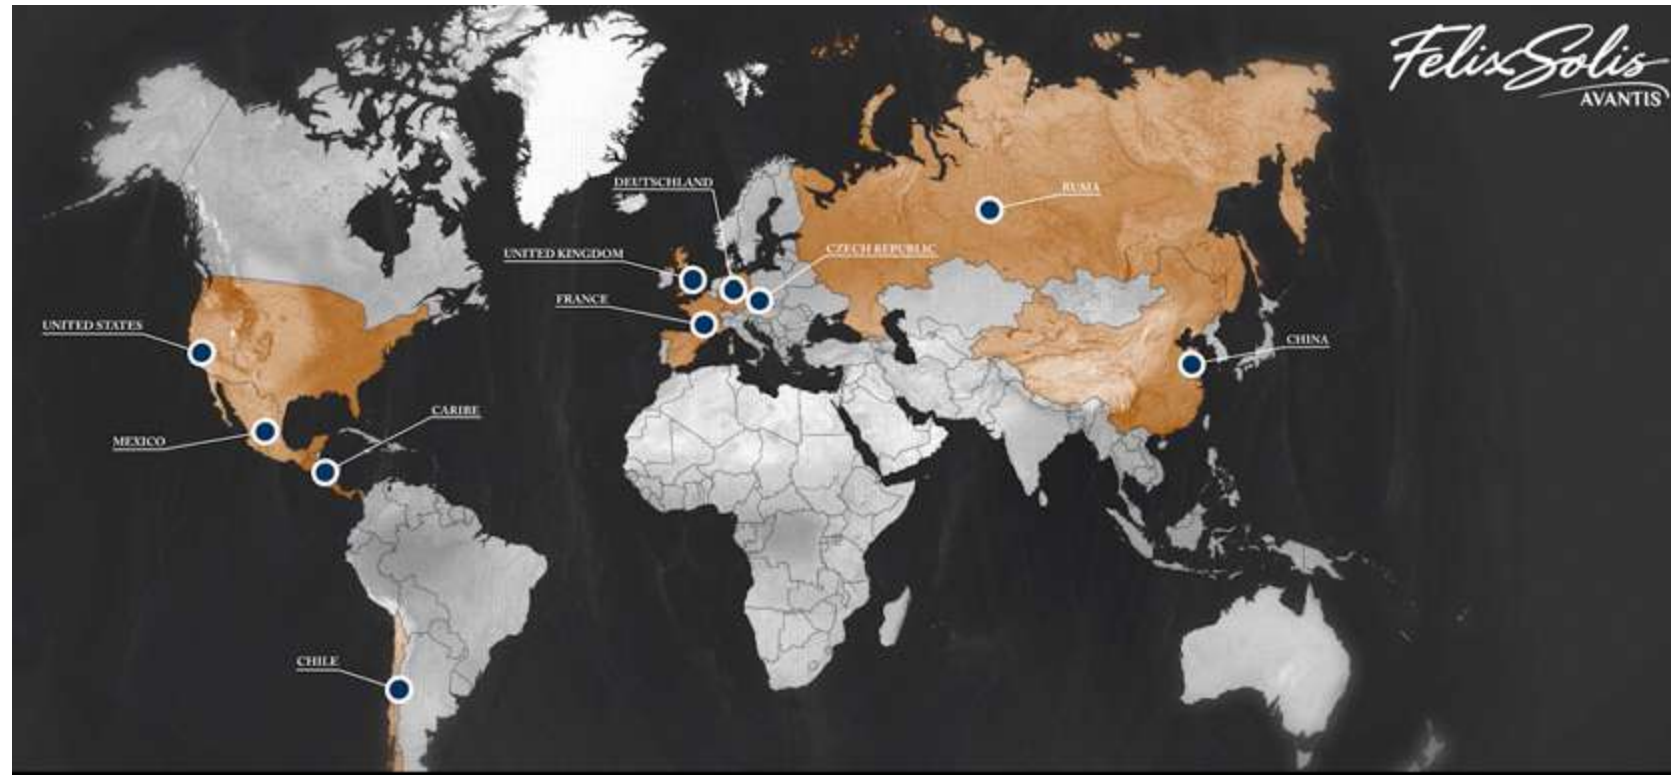 Felix Solis
AVANTIS
DEUTSCHLAND
RUSIA
UNITED KINGDOM
CZECH REPUBLIC
FRANCE
UNITED STATES
CHINA
CARIBE
MEXICO
CHILE